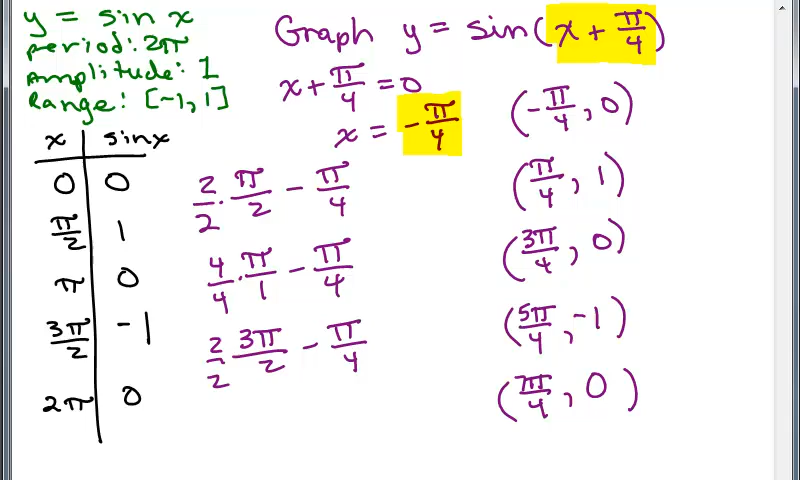 y = sin x
period: 2π
Amplitude: 1
Range: [-1, 1]
x | sinx
0 | 0
π/2 | 1
π | 0
3π/2 | -1
2π | 0
Graph y = sin(x + π/4)
x + π/4 = 0
x = -π/4
2/2 · π/2 - π/4
4/4 · π/1 - π/4
2/2 · 3π/2 - π/4
(-π/4, 0)
(π/4, 1)
(3π/4, 0)
(5π/4, -1)
(7π/4, 0)